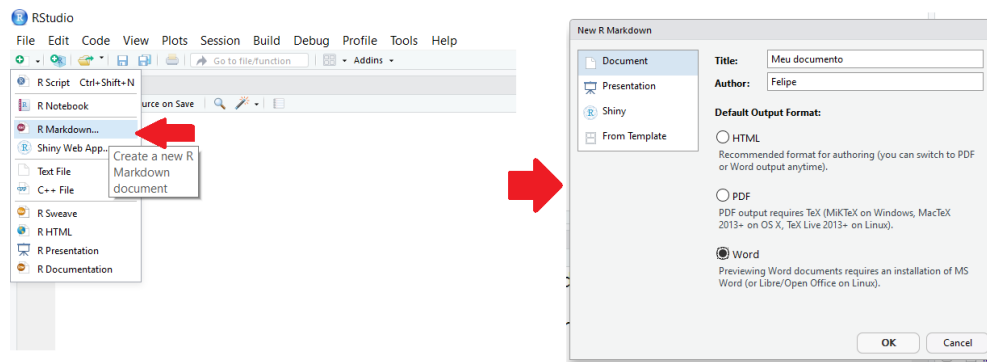 RStudio
File Edit Code View Plots Session Build Debug Profile Tools Help
Go to file/function Addins
R Script Ctrl+Shift+N
R Notebook
urce on Save
R Markdown...
Shiny Web App...
Create a new R
Markdown
document
Text File
C++ File
R Sweave
R HTML
R Presentation
R Documentation
New R Markdown
Document
Presentation
Shiny
From Template
Title: Meu documento
Author: Felipe
Default Output Format:
HTML
Recommended format for authoring (you can switch to PDF
or Word output anytime).
PDF
PDF output requires TeX (MiKTeX on Windows, MacTeX
2013+ on OS X, TeX Live 2013+ on Linux).
Word
Previewing Word documents requires an installation of MS
Word (or Libre/Open Office on Linux).
OK Cancel